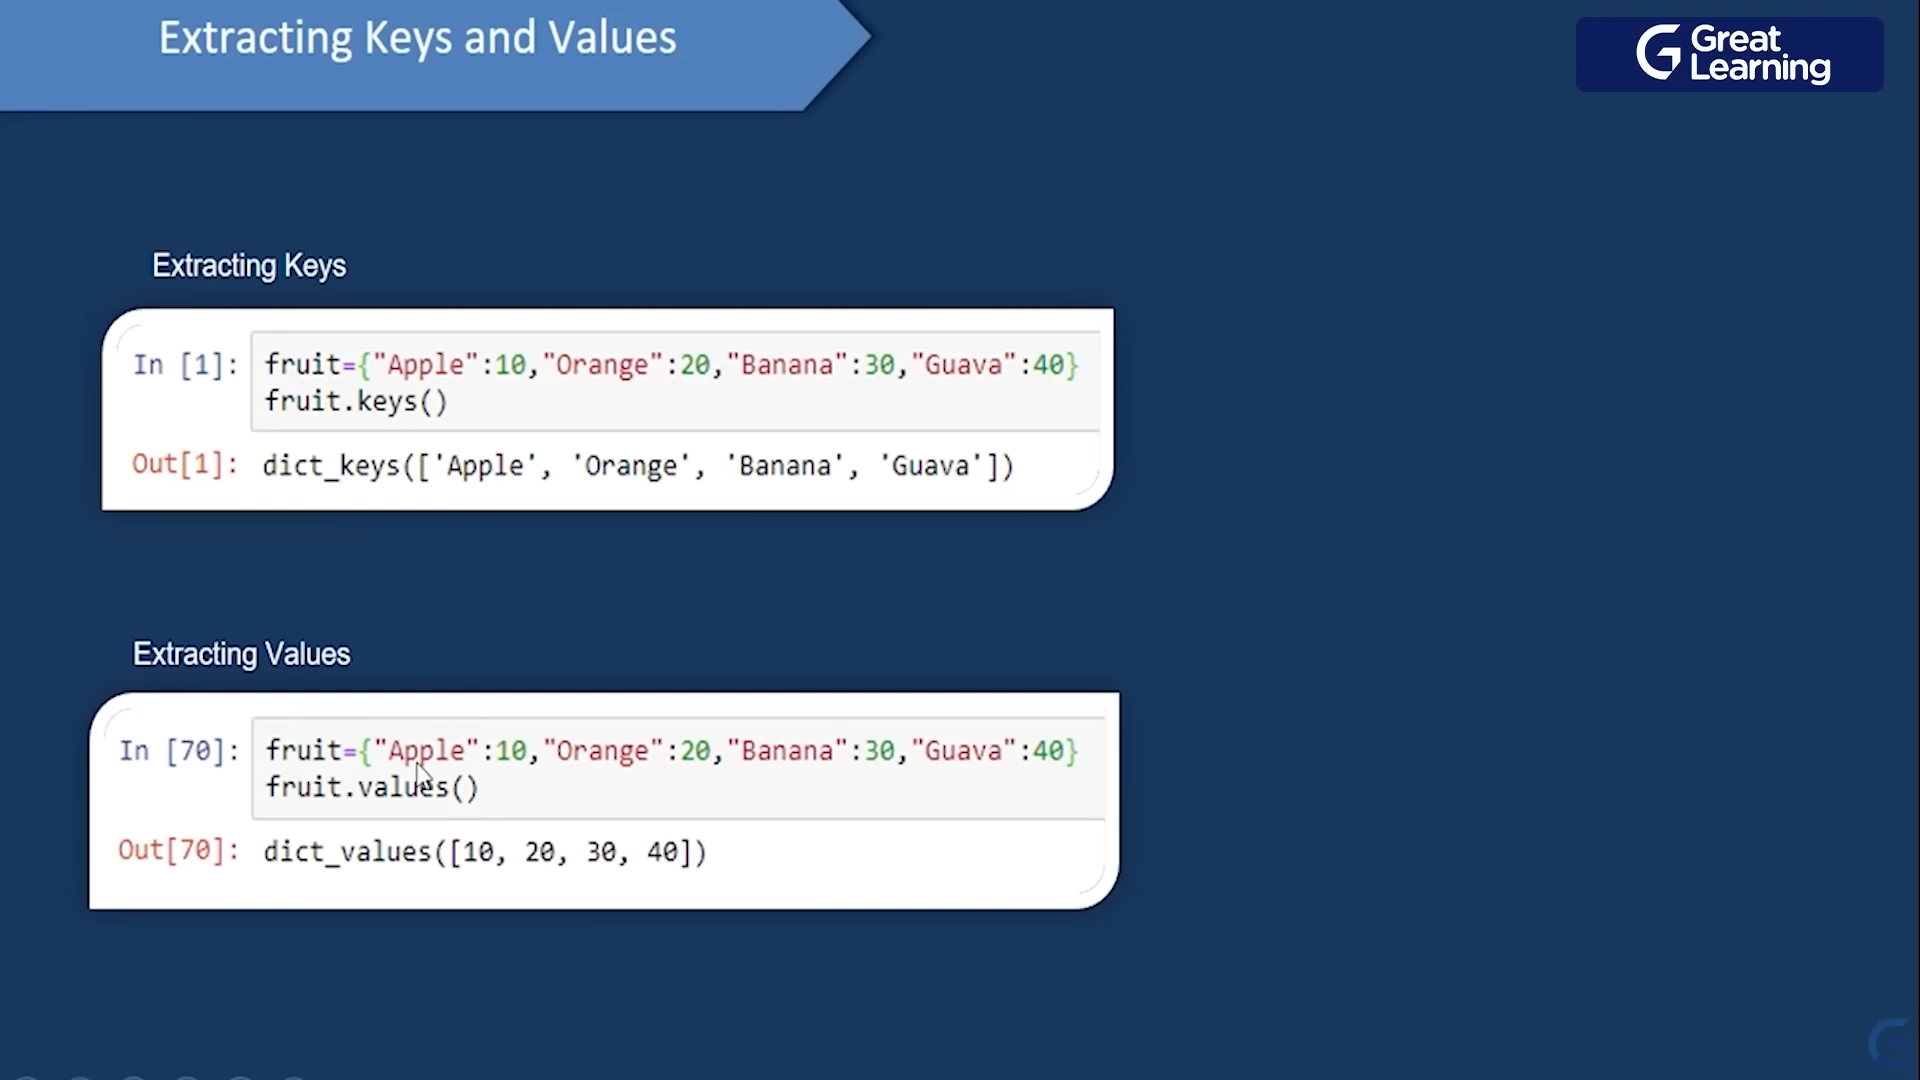 Extracting Keys and Values
Great
Learning
Extracting Keys
In [1]: fruit={"Apple":10,"Orange":20,"Banana":30,"Guava":40}
fruit.keys()
Out[1]: dict_keys(['Apple', 'Orange', 'Banana', 'Guava'])
Extracting Values
In [70]: fruit={"Apple":10,"Orange":20,"Banana":30,"Guava":40}
fruit.values()
Out[70]: dict_values([10, 20, 30, 40])